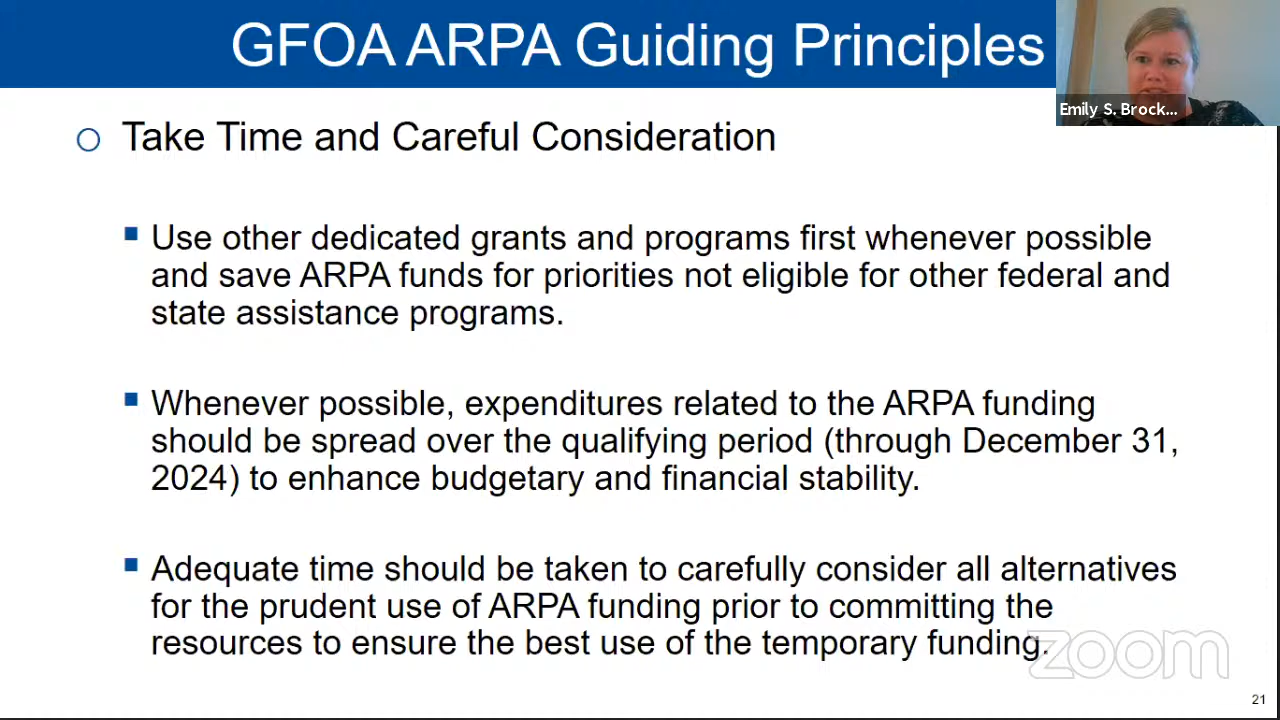 GFOA ARPA Guiding Principles
Emily S. Brock...
Take Time and Careful Consideration
Use other dedicated grants and programs first whenever possible
and save ARPA funds for priorities not eligible for other federal and
state assistance programs.
Whenever possible, expenditures related to the ARPA funding
should be spread over the qualifying period (through December 31,
2024) to enhance budgetary and financial stability.
Adequate time should be taken to carefully consider all alternatives
for the prudent use of ARPA funding prior to committing the
resources to ensure the best use of the temporary funding.
zoom
21